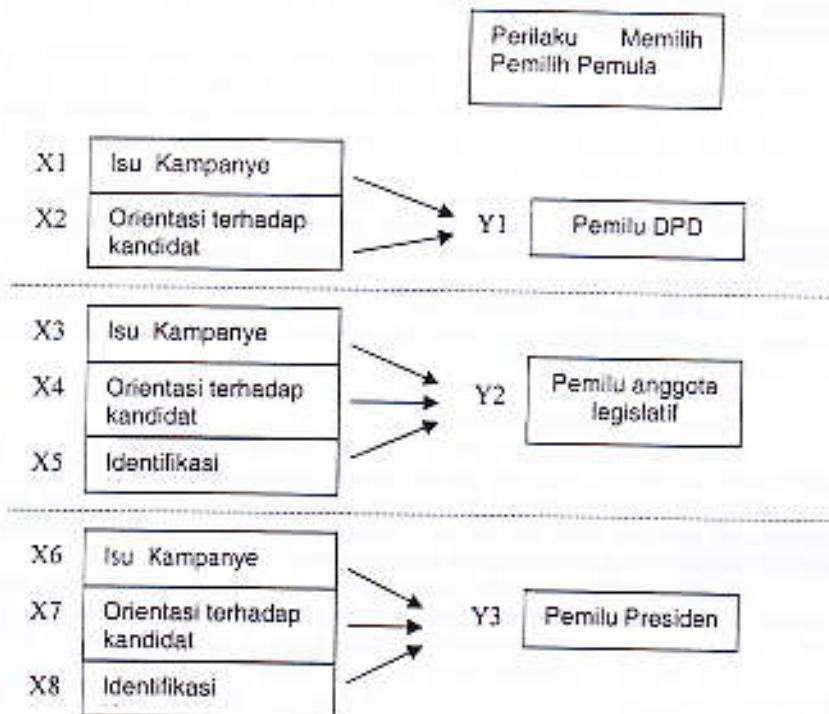 Perilaku Memilih
Pemilih Pemula
X1 Isu Kampanye
X2 Orientasi terhadap
kandidat
Y1 Pemilu DPD
X3 Isu Kampanye
X4 Orientasi terhadap
kandidat
Y2 Pemilu anggota
legislatif
X5 Identifikasi
X6 Isu Kampanye
X7 Orientasi terhadap
kandidat
Y3 Pemilu Presiden
X8 Identifikasi